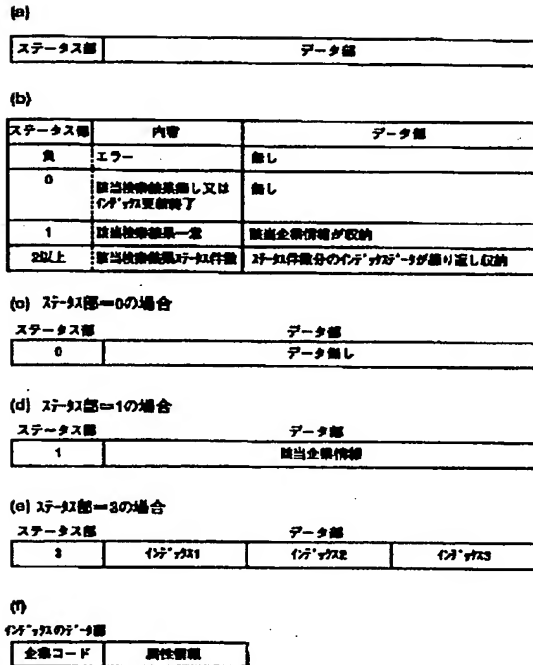 (a)
ステータス部 データ部
(b)
ステータス部 内容 データ部
負 エラー 無し
0 該当検索結果無し又は 無し
インデックス更新終了
1 該当検索結果一意 該当企業情報が収納
2以上 該当検索結果ステータス件数 ステータス件数分のインデックスデータが繰り返し収納
(c) ステータス部=0の場合
ステータス部 データ部
0 データ無し
(d) ステータス部=1の場合
ステータス部 データ部
1 該当企業情報
(e) ステータス部=3の場合
ステータス部 データ部
3 インデックス1 インデックス2 インデックス3
(f)
インデックスのデータ部
企業コード 属性情報